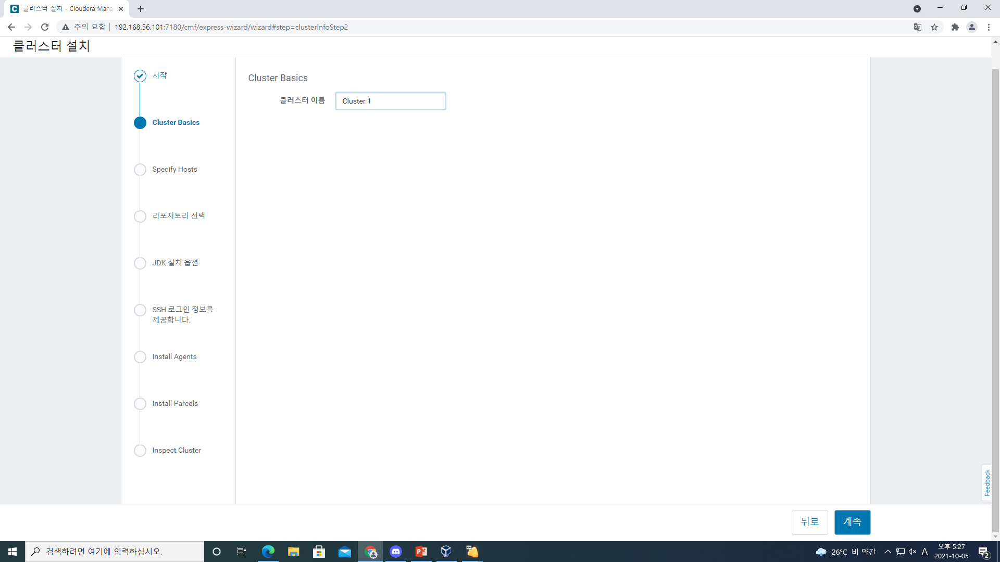 클러스터 설치 - Cloudera Mana
주의 요함
192.168.56.101:7180/cmf/express-wizard/wizard#step=clusterInfoStep2
클러스터 설치
시작
Cluster Basics
Specify Hosts
리포지토리 선택
JDK 설치 옵션
SSH 로그인 정보를
제공합니다.
Install Agents
Install Parcels
Inspect Cluster
Cluster Basics
클러스터 이름
Cluster 1
Feedback
뒤로
계속
검색하려면 여기에 입력하십시오.
26°C 비 약간
A
오후 5:27
2021-10-05
2